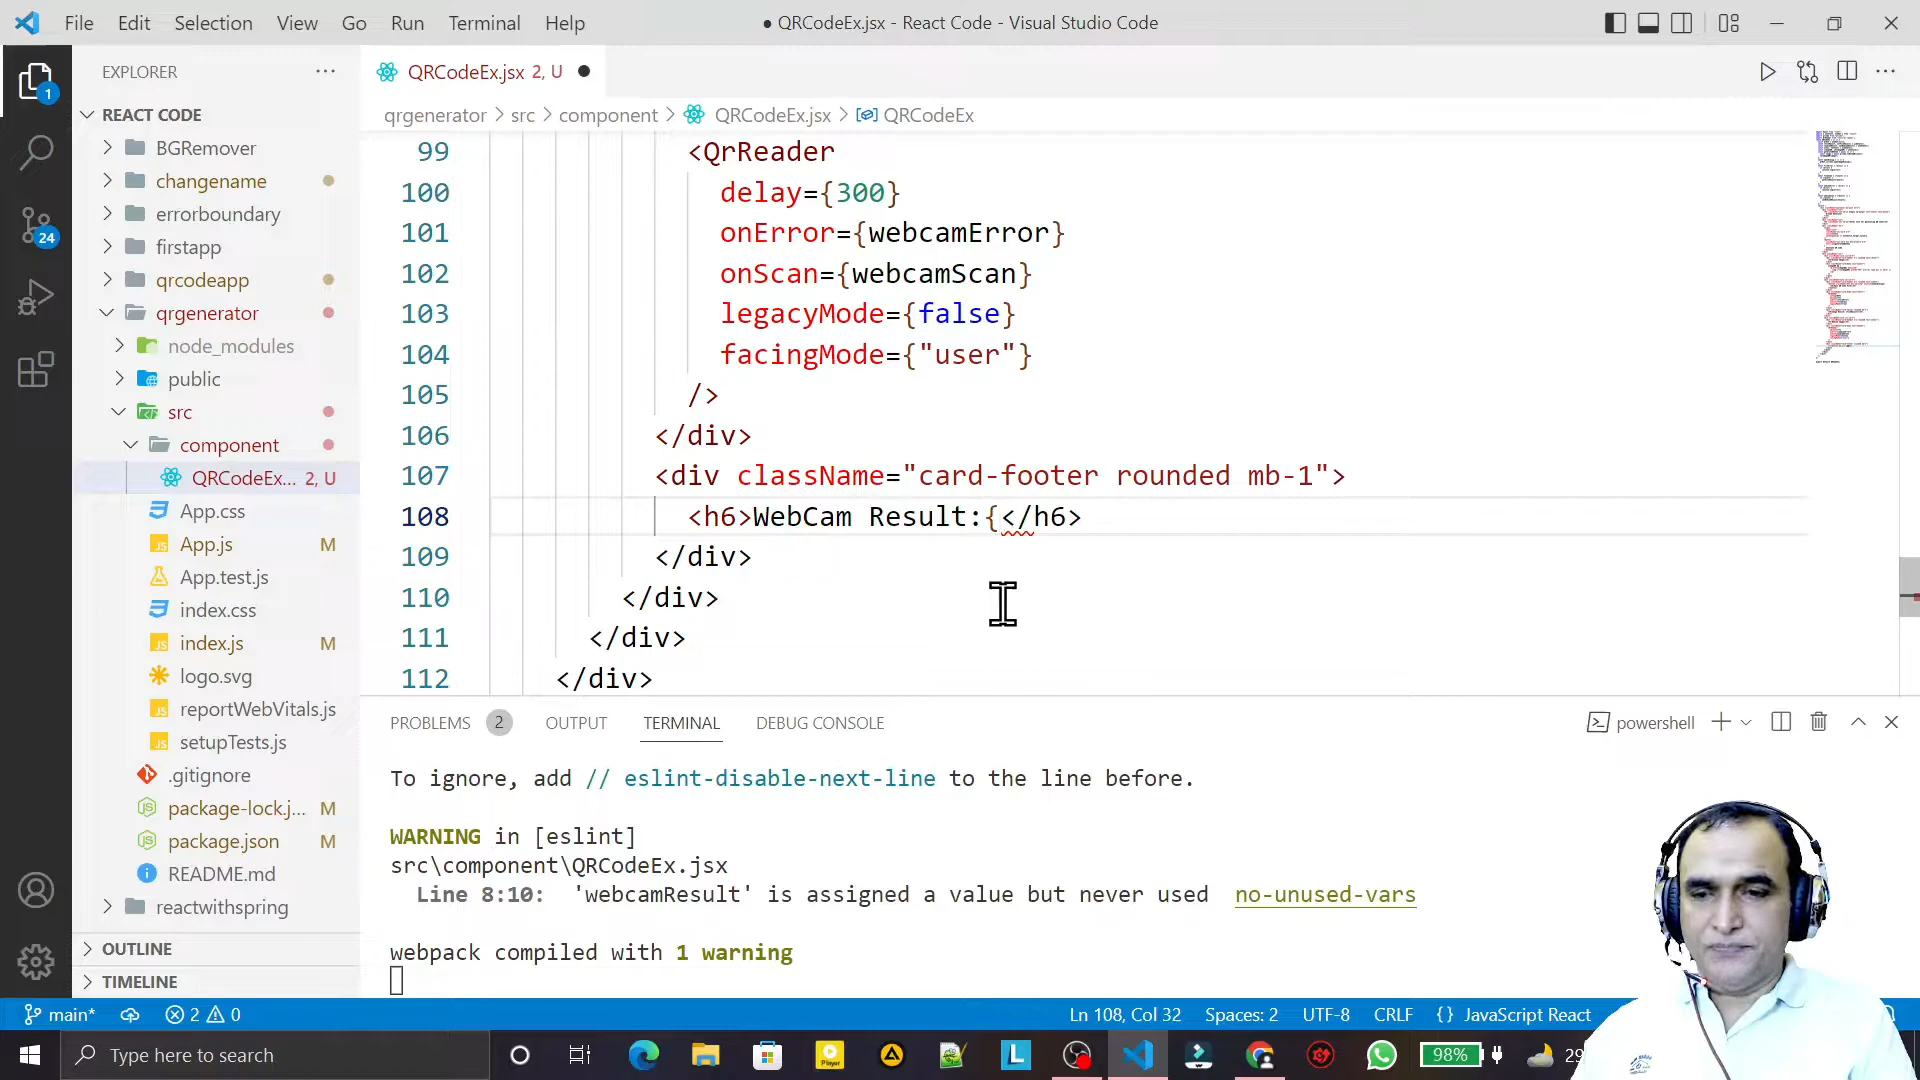 File Edit Selection View Go Run Terminal Help
● QRCodeEx.jsx - React Code - Visual Studio Code
EXPLORER ···
QRCodeEx.jsx 2, U ●
qrgenerator > src > component > QRCodeEx.jsx > QRCodeEx
1
24
REACT CODE
BGRemover
changename
errorboundary
firstapp
qrcodeapp
qrgenerator
node_modules
public
src
component
QRCodeEx... 2, U
App.css
App.js M
App.test.js
index.css
index.js M
logo.svg
reportWebVitals.js
setupTests.js
.gitignore
package-lock.j... M
package.json M
README.md
reactwithspring
OUTLINE
TIMELINE
99 <QrReader
100 delay={300}
101 onError={webcamError}
102 onScan={webcamScan}
103 legacyMode={false}
104 facingMode={"user"}
105 />
106 </div>
107 <div className="card-footer rounded mb-1">
108 <h6>WebCam Result:{</h6>
109 </div>
110 </div>
111 </div>
112 </div>
PROBLEMS 2 OUTPUT TERMINAL DEBUG CONSOLE powershell
To ignore, add // eslint-disable-next-line to the line before.
WARNING in [eslint]
src\component\QRCodeEx.jsx
Line 8:10: 'webcamResult' is assigned a value but never used no-unused-vars
webpack compiled with 1 warning
main* 2 0 Ln 108, Col 32 Spaces: 2 UTF-8 CRLF {} JavaScript React
Type here to search 98% 29